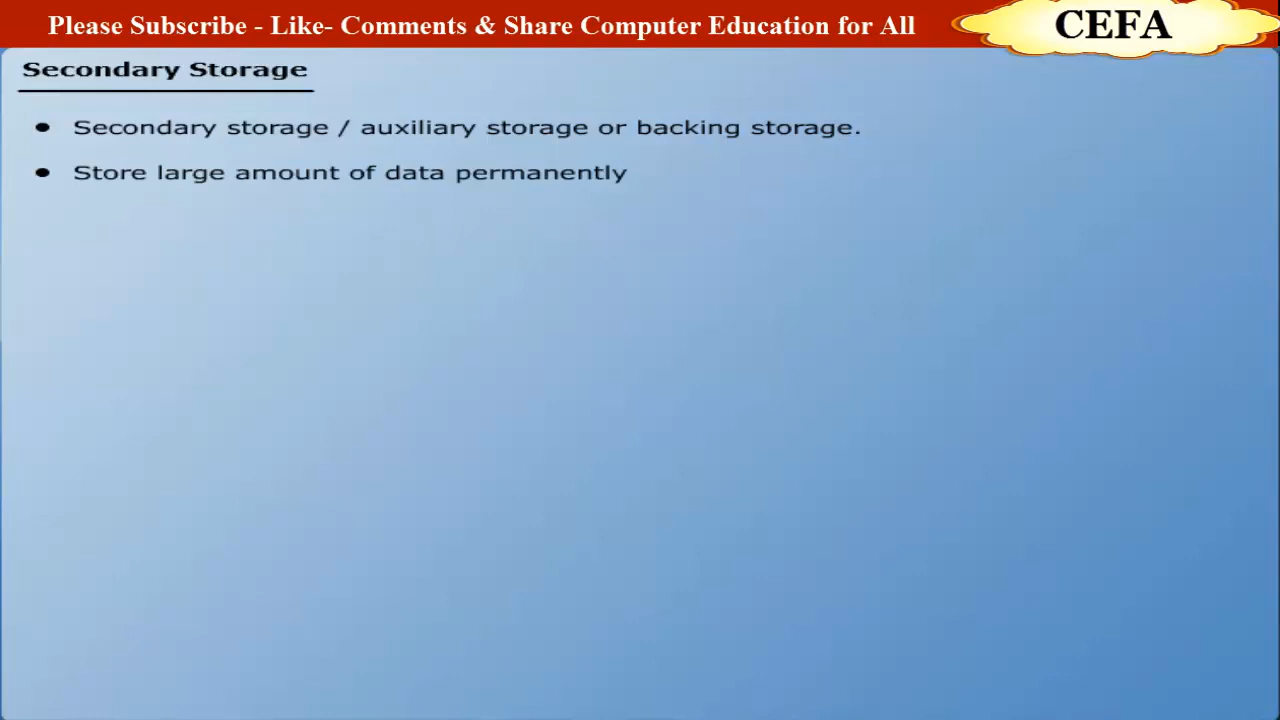 Please Subscribe - Like- Comments & Share Computer Education for All
CEFA
Secondary Storage
● Secondary storage / auxiliary storage or backing storage.
● Store large amount of data permanently